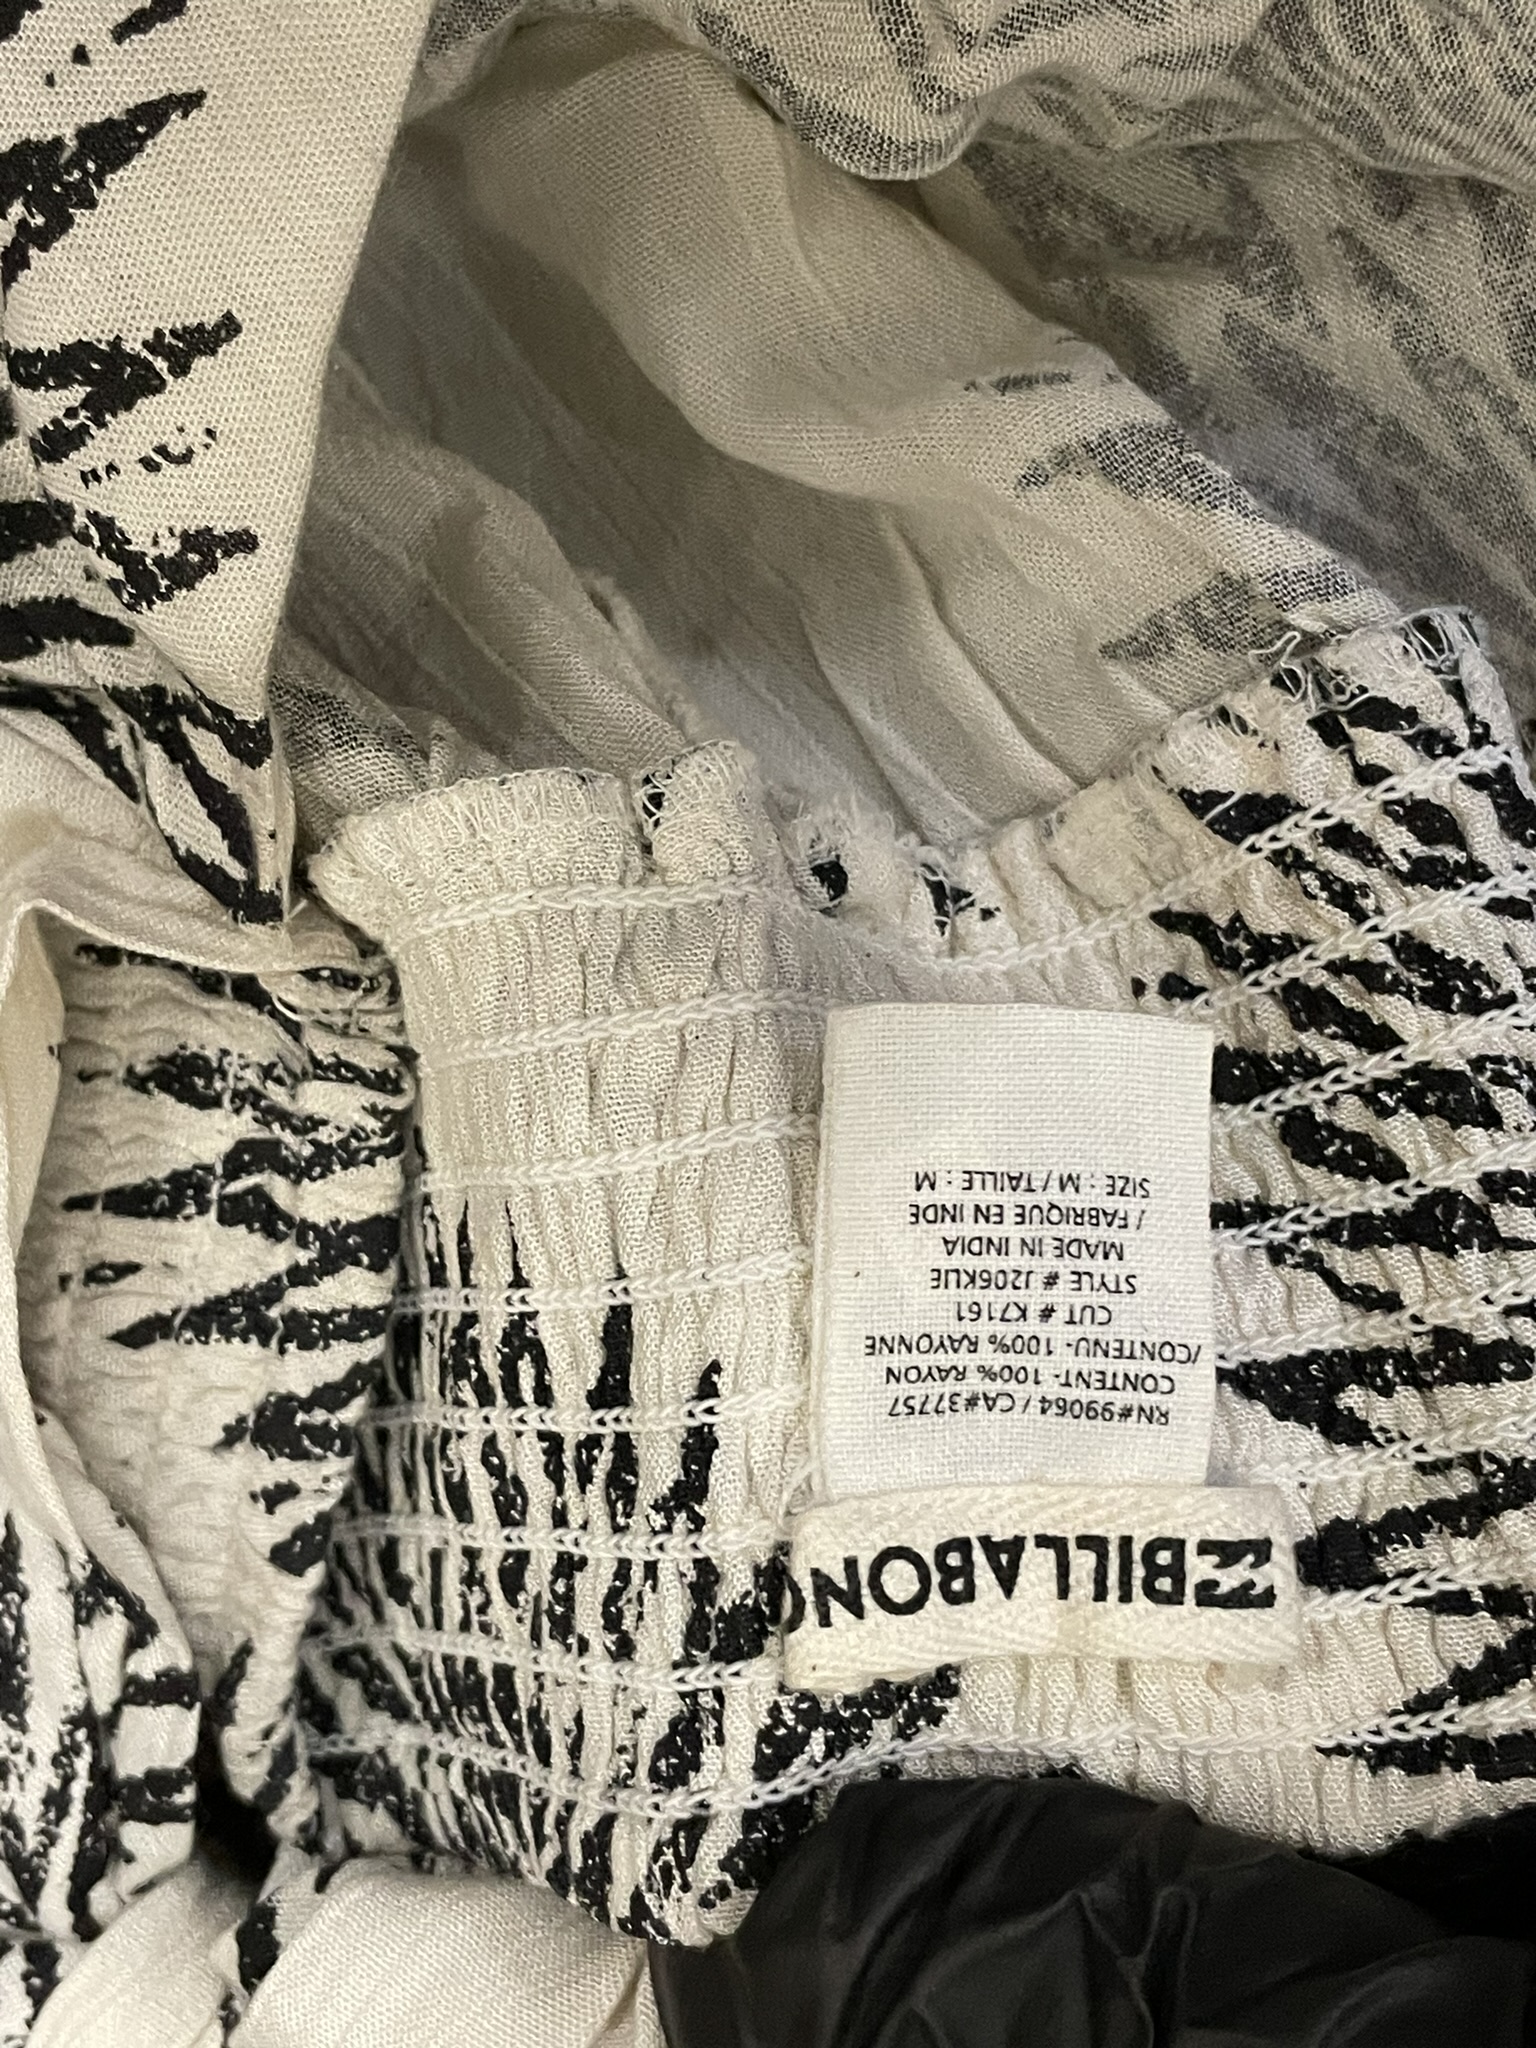 BILLABONG
RN#99064 / CA#37757
CONTENT- 100% RAYON
/CONTENU- 100% RAYONNE
CUT # K7161
STYLE # J206KLIE
MADE IN INDIA
/ FABRIQUE EN INDE
SIZE : M / TAILLE : M